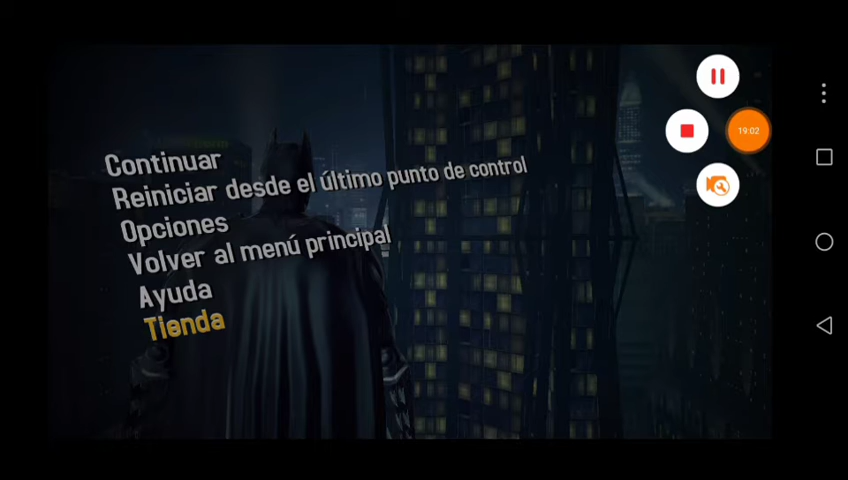 Continuar
Reiniciar desde el último punto de control
Opciones
Volver al menú principal
Ayuda
Tienda
19:02